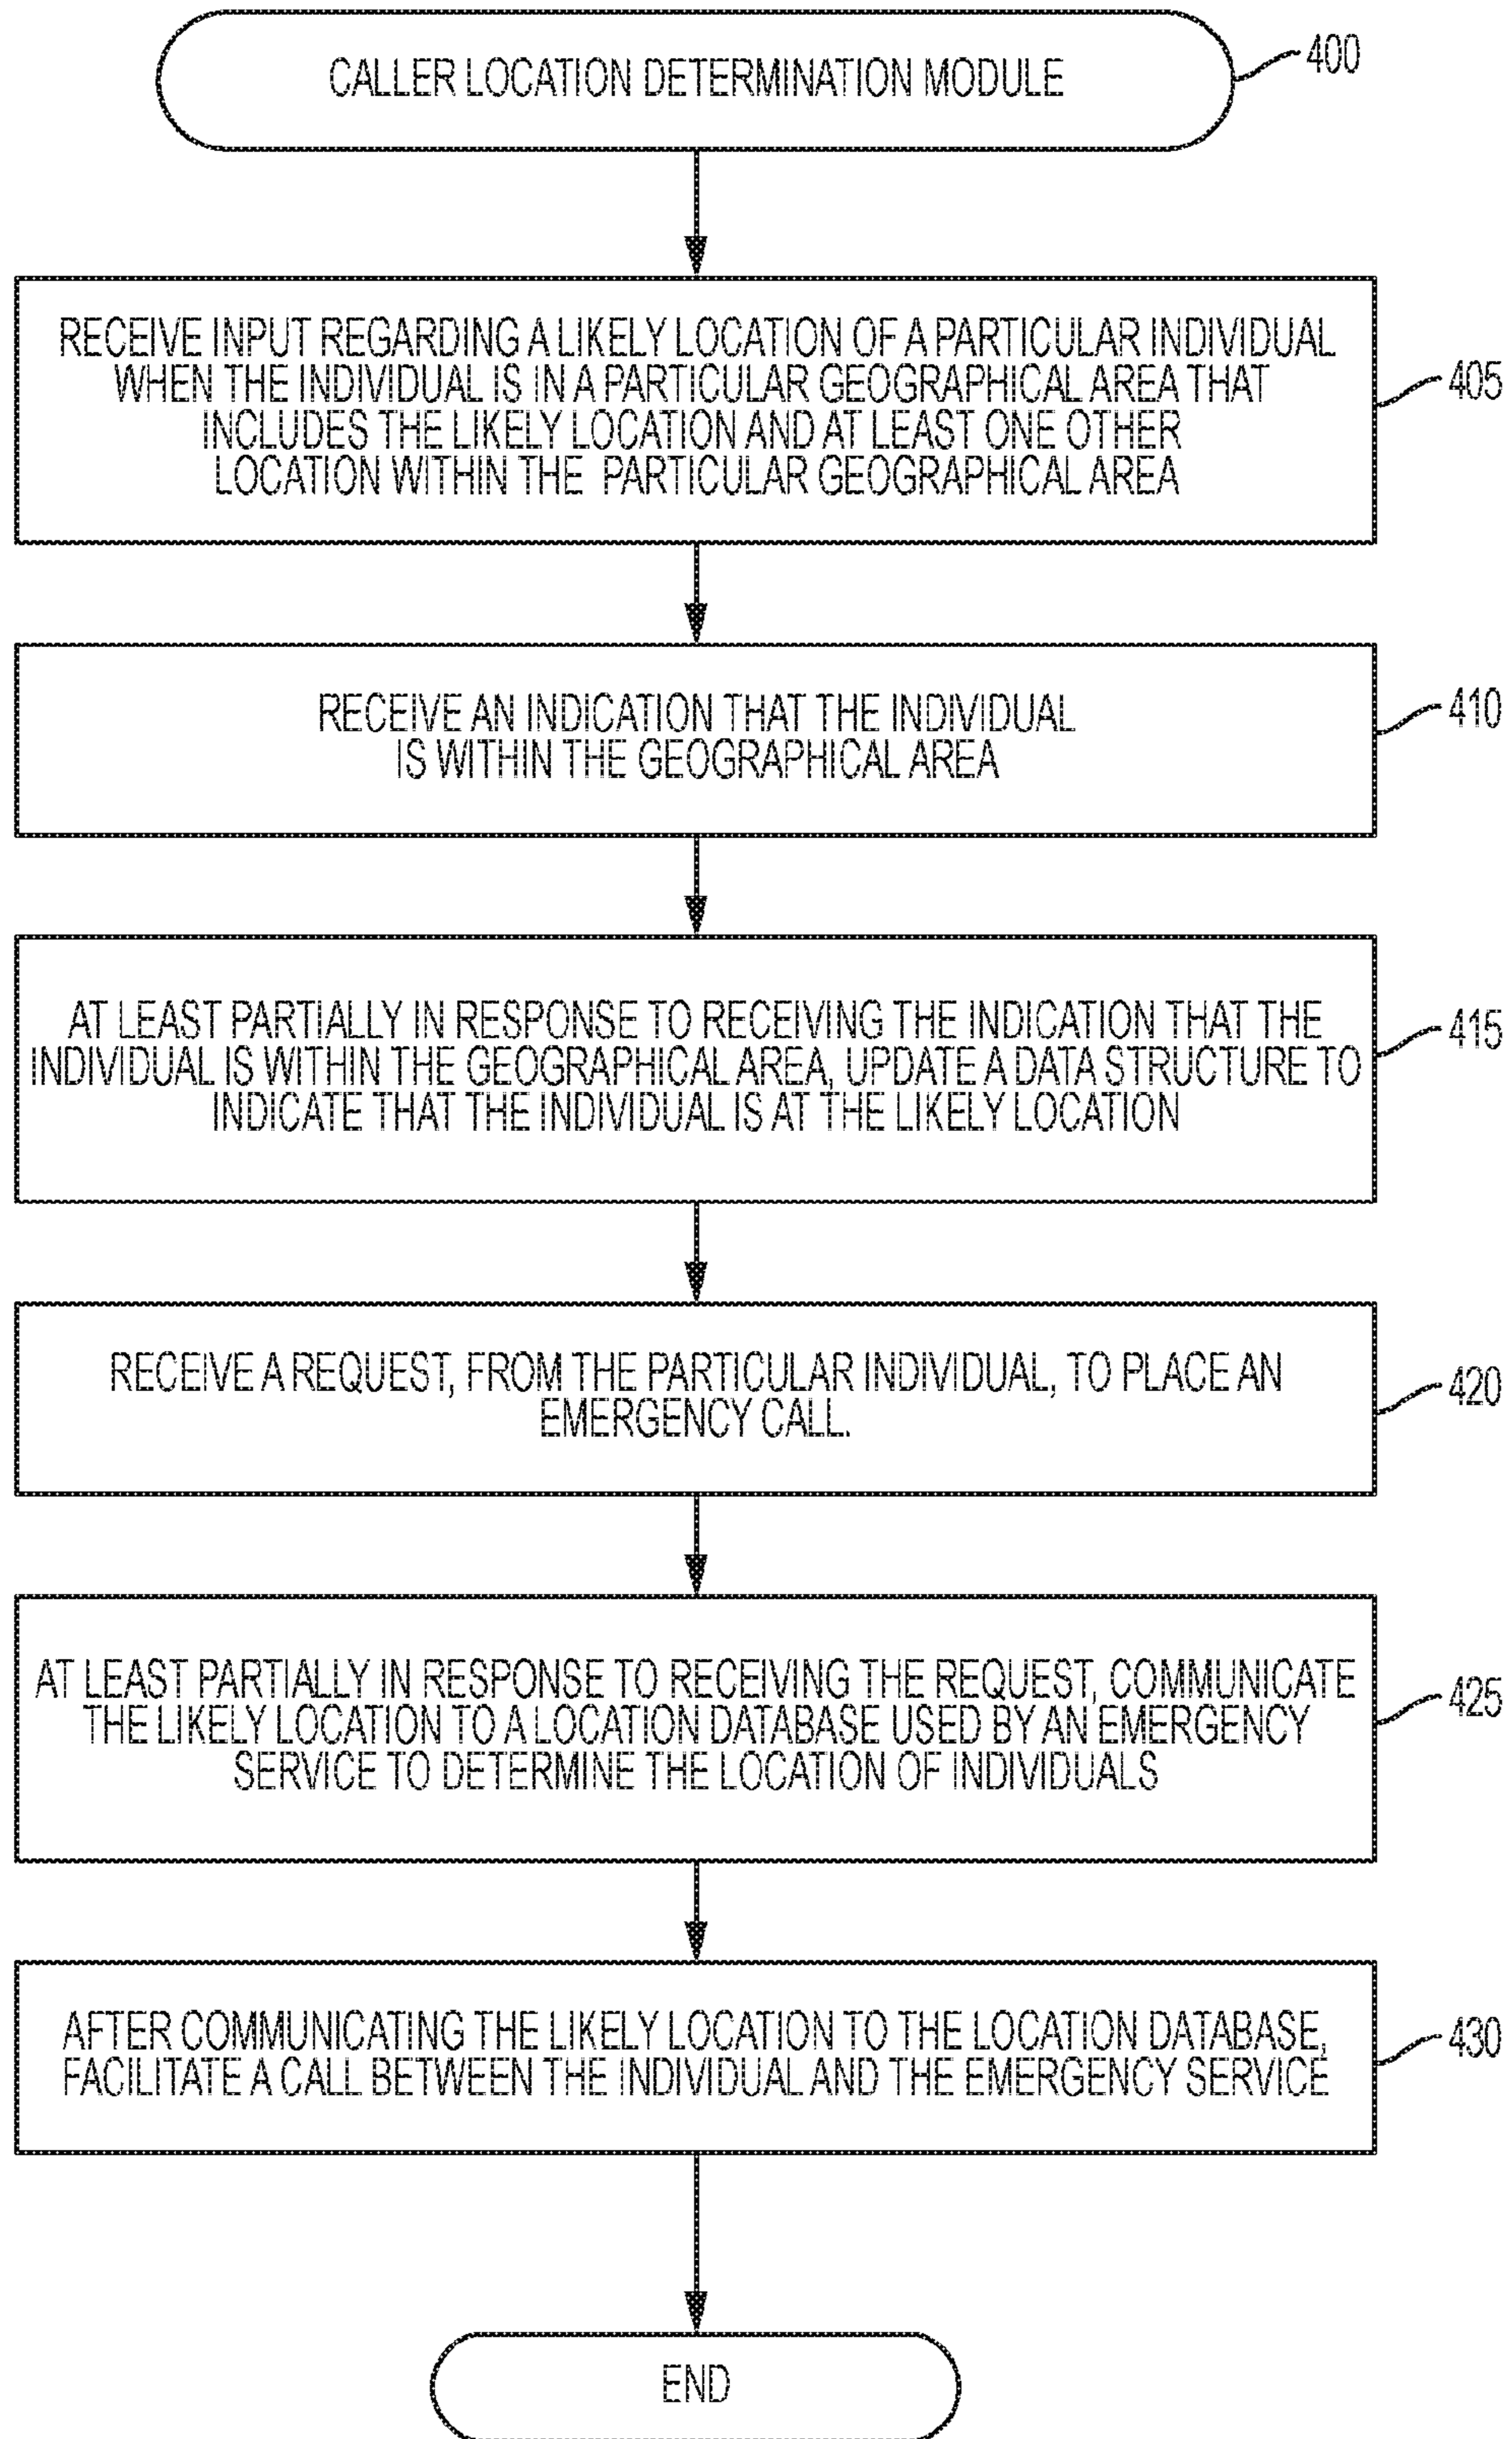 CALLER LOCATION DETERMINATION MODULE
400
RECEIVE INPUT REGARDING A LIKELY LOCATION OF A PARTICULAR INDIVIDUAL
WHEN THE INDIVIDUAL IS IN A PARTICULAR GEOGRAPHICAL AREA THAT
INCLUDES THE LIKELY LOCATION AND AT LEAST ONE OTHER
LOCATION WITHIN THE PARTICULAR GEOGRAPHICAL AREA
405
RECEIVE AN INDICATION THAT THE INDIVIDUAL
IS WITHIN THE GEOGRAPHICAL AREA
410
AT LEAST PARTIALLY IN RESPONSE TO RECEIVING THE INDICATION THAT THE
INDIVIDUAL IS WITHIN THE GEOGRAPHICAL AREA, UPDATE A DATA STRUCTURE TO
INDICATE THAT THE INDIVIDUAL IS AT THE LIKELY LOCATION
415
RECEIVE A REQUEST, FROM THE PARTICULAR INDIVIDUAL, TO PLACE AN
EMERGENCY CALL.
420
AT LEAST PARTIALLY IN RESPONSE TO RECEIVING THE REQUEST, COMMUNICATE
THE LIKELY LOCATION TO A LOCATION DATABASE USED BY AN EMERGENCY
SERVICE TO DETERMINE THE LOCATION OF INDIVIDUALS
425
AFTER COMMUNICATING THE LIKELY LOCATION TO THE LOCATION DATABASE,
FACILITATE A CALL BETWEEN THE INDIVIDUAL AND THE EMERGENCY SERVICE
430
END